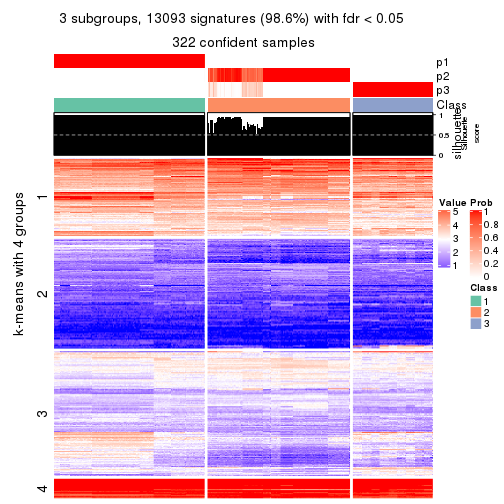 3 subgroups, 13093 signatures (98.6%) with fdr < 0.05
322 confident samples
p1
p2
p3
Class
silhouette
Silhouette
score
1
0.5
0
k-means with 4 groups
1
2
3
4
Value
5
4
3
2
1
Prob
1
0.8
0.6
0.4
0.2
0
Class
1
2
3